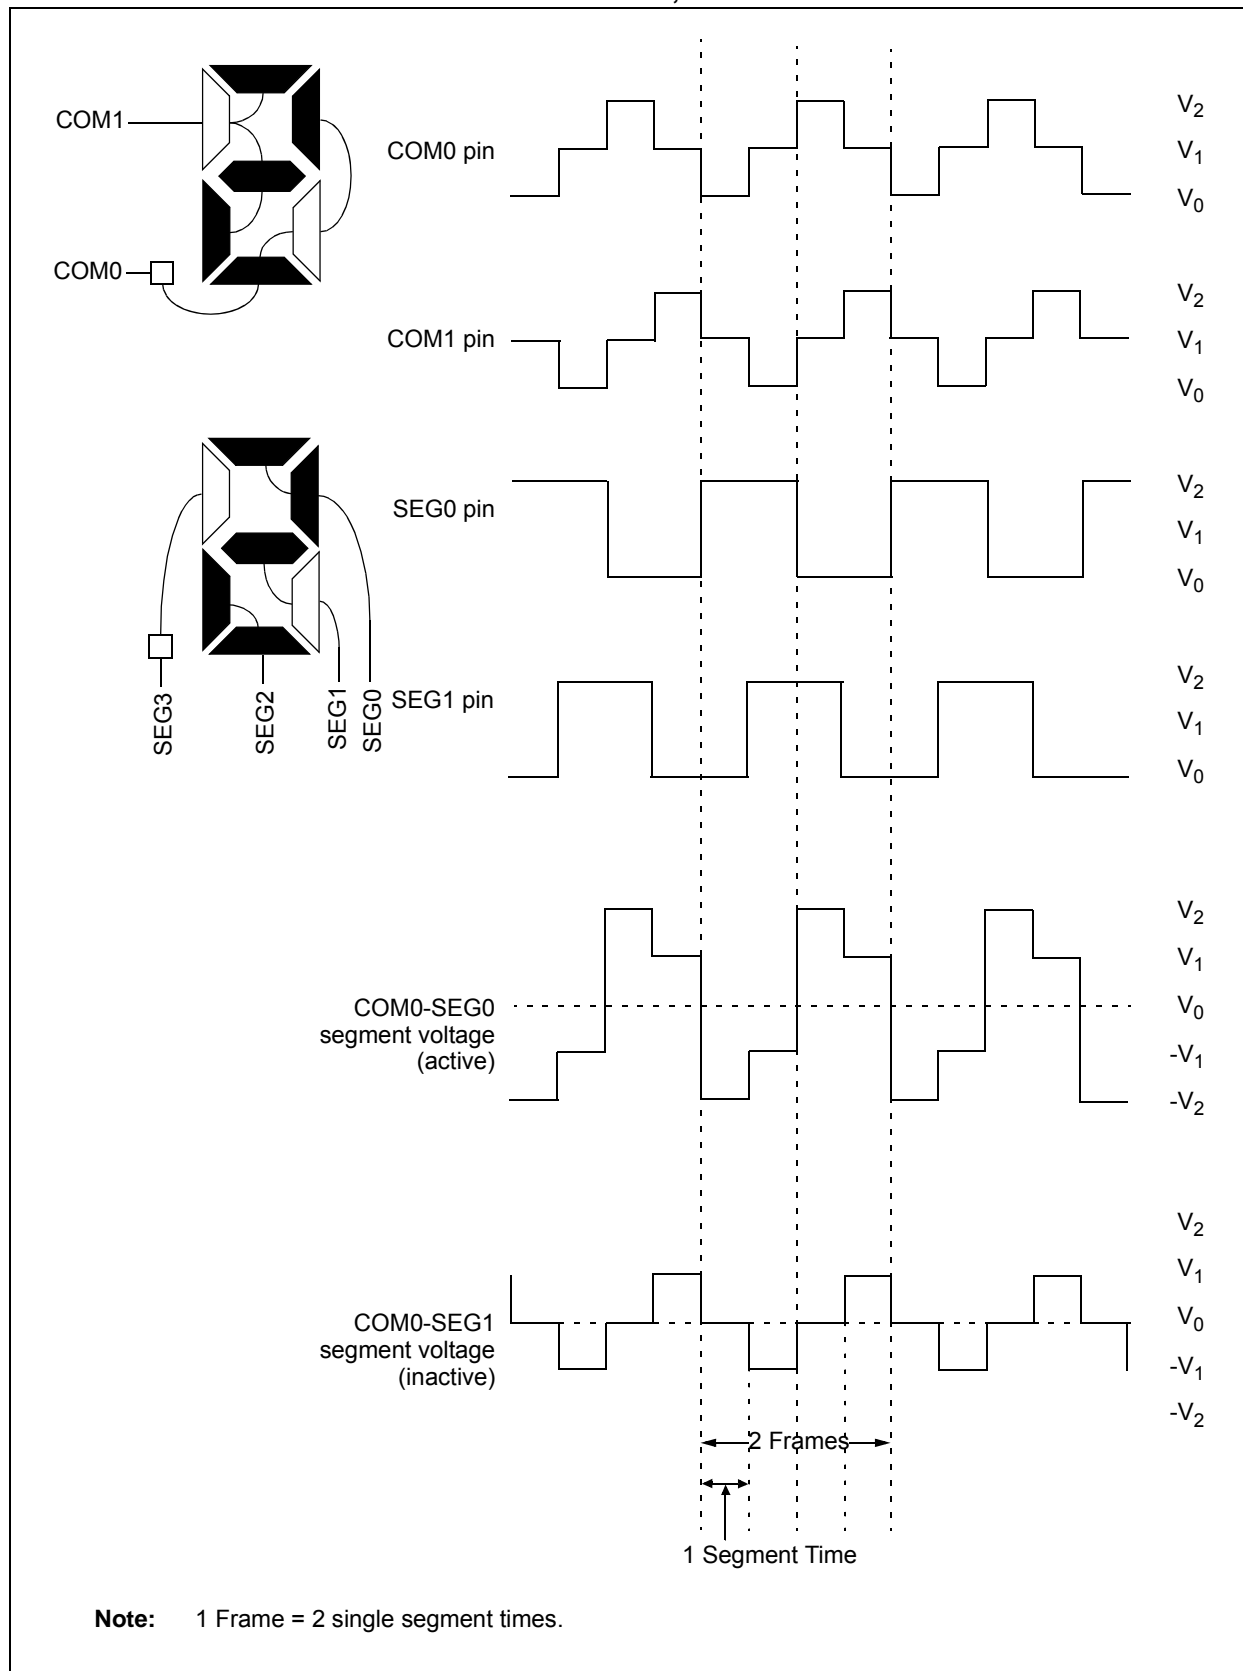 COM1
COM0
COM0 pin
V2
V1
V0
COM1 pin
V2
V1
V0
SEG3
SEG2
SEG1
SEG0
SEG0 pin
V2
V1
V0
SEG1 pin
V2
V1
V0
COM0-SEG0
segment voltage
(active)
V2
V1
V0
-V1
-V2
COM0-SEG1
segment voltage
(inactive)
V2
V1
V0
-V1
-V2
2 Frames
1 Segment Time
Note: 1 Frame = 2 single segment times.